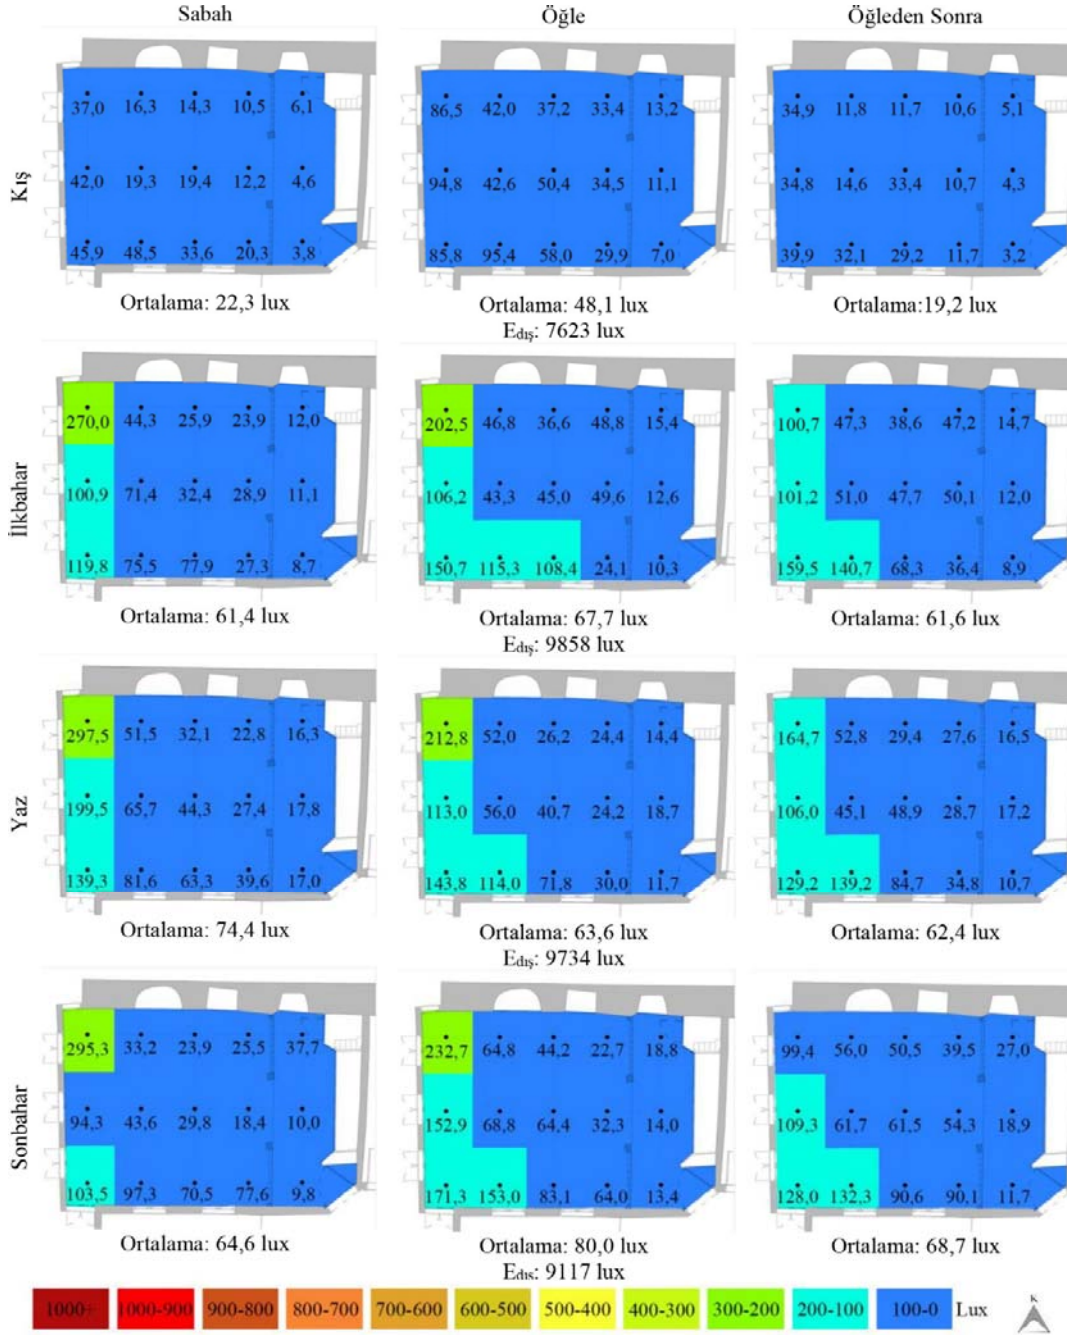 Sabah Öğle Öğleden Sonra
Kış
37,0 16,3 14,3 10,5 6,1 86,5 42,0 37,2 33,4 13,2 34,9 11,8 11,7 10,6 5,1
42,0 19,3 19,4 12,2 4,6 94,8 42,6 50,4 34,5 11,1 34,8 14,6 33,4 10,7 4,3
45,9 48,5 33,6 20,3 3,8 85,8 95,4 58,0 29,9 7,0 39,9 32,1 29,2 11,7 3,2
Ortalama: 22,3 lux Ortalama: 48,1 lux Ortalama:19,2 lux
Edış: 7623 lux
İlkbahar
270,0 44,3 25,9 23,9 12,0 202,5 46,8 36,6 48,8 15,4 100,7 47,3 38,6 47,2 14,7
100,9 71,4 32,4 28,9 11,1 106,2 43,3 45,0 49,6 12,6 101,2 51,0 47,7 50,1 12,0
119,8 75,5 77,9 27,3 8,7 150,7 115,3 108,4 24,1 10,3 159,5 140,7 68,3 36,4 8,9
Ortalama: 61,4 lux Ortalama: 67,7 lux Ortalama: 61,6 lux
Edış: 9858 lux
Yaz
297,5 51,5 32,1 22,8 16,3 212,8 52,0 26,2 24,4 14,4 164,7 52,8 29,4 27,6 16,5
199,5 65,7 44,3 27,4 17,8 113,0 56,0 40,7 24,2 18,7 106,0 45,1 48,9 28,7 17,2
139,3 81,6 63,3 39,6 17,0 143,8 114,0 71,8 30,0 11,7 129,2 139,2 84,7 34,8 10,7
Ortalama: 74,4 lux Ortalama: 63,6 lux Ortalama: 62,4 lux
Edış: 9734 lux
Sonbahar
295,3 33,2 23,9 25,5 37,7 232,7 64,8 44,2 22,7 18,8 99,4 56,0 50,5 39,5 27,0
94,3 43,6 29,8 18,4 10,0 152,9 68,8 64,4 32,3 14,0 109,3 61,7 61,5 54,3 18,9
103,5 97,3 70,5 77,6 9,8 171,3 153,0 83,1 64,0 13,4 128,0 132,3 90,6 90,1 11,7
Ortalama: 64,6 lux Ortalama: 80,0 lux Ortalama: 68,7 lux
Edış: 9117 lux
1000+ 1000-900 900-800 800-700 700-600 600-500 500-400 400-300 300-200 200-100 100-0 Lux K